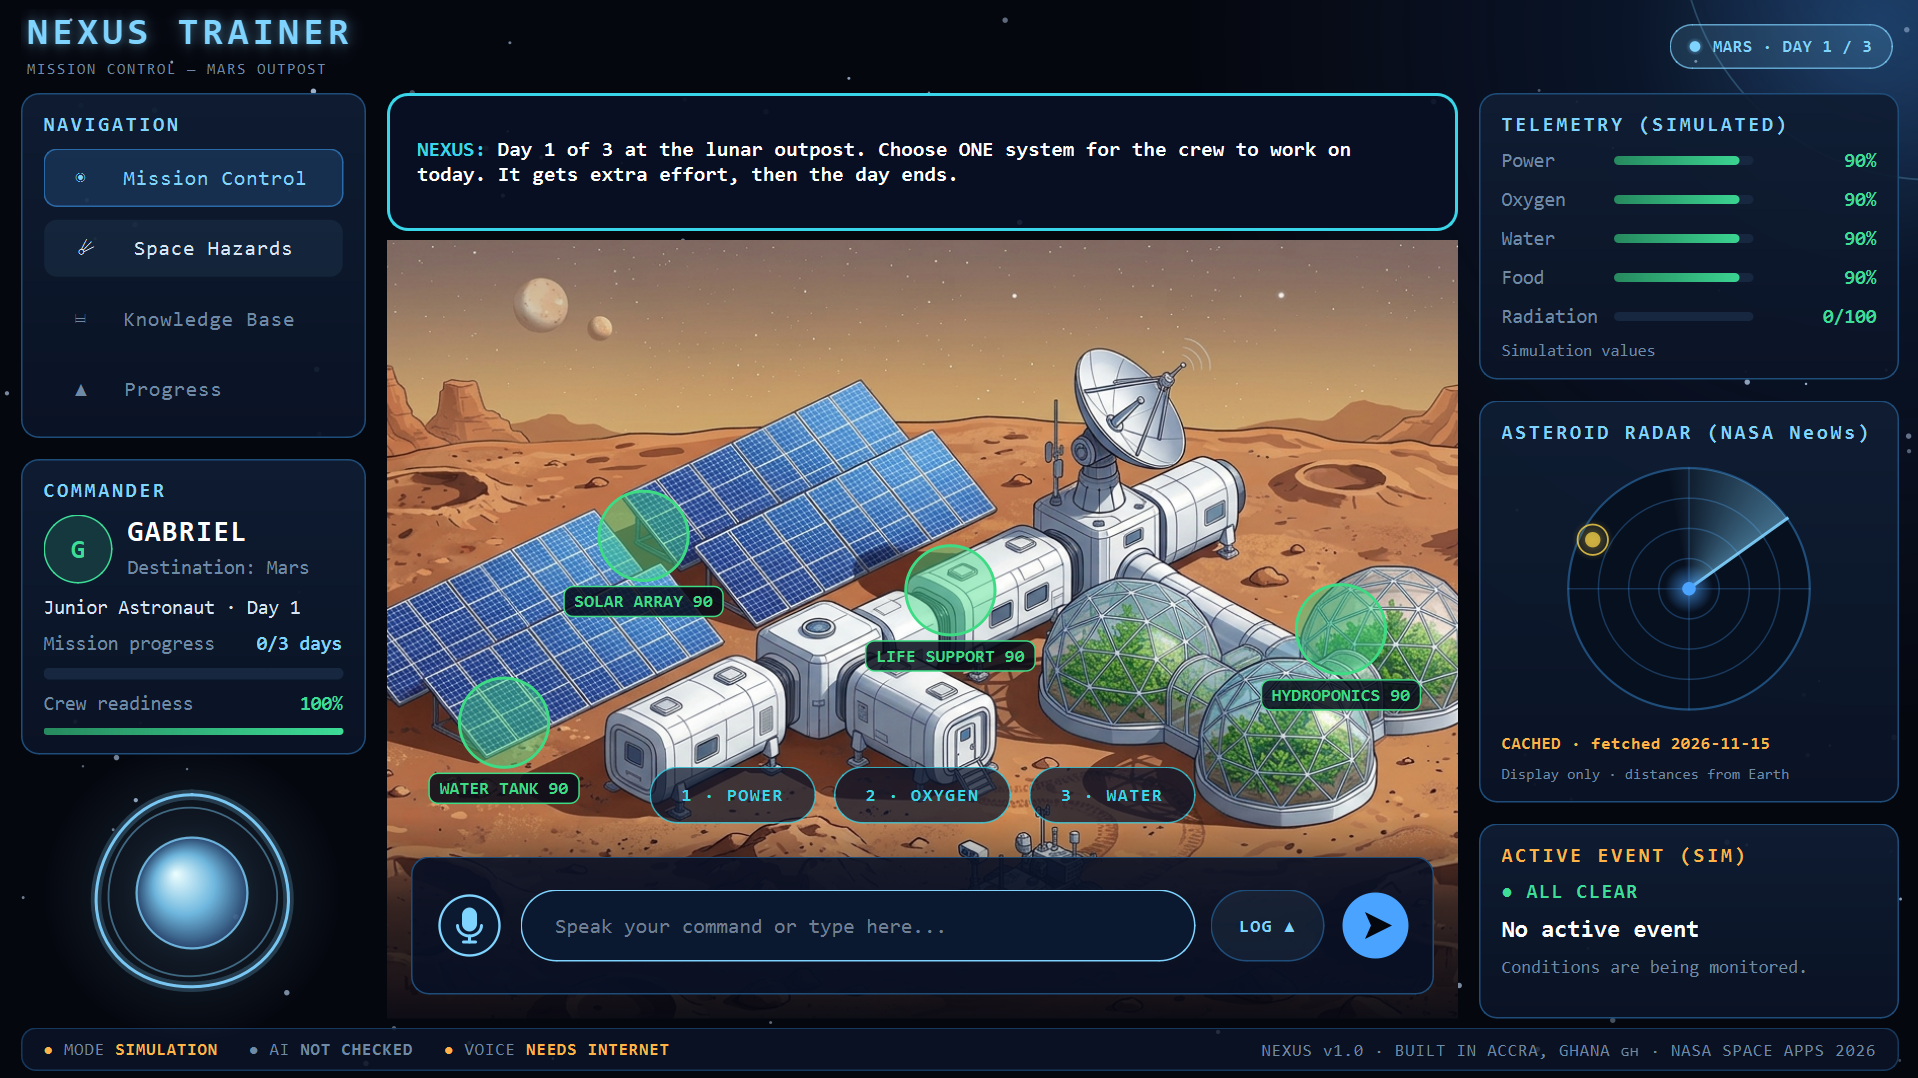 NEXUS TRAINER
MISSION CONTROL — MARS OUTPOST
MARS · DAY 1 / 3
NAVIGATION
Mission Control
Space Hazards
Knowledge Base
Progress
COMMANDER
G
GABRIEL
Destination: Mars
Junior Astronaut · Day 1
Mission progress 0/3 days
Crew readiness 100%
NEXUS: Day 1 of 3 at the lunar outpost. Choose ONE system for the crew to work on
today. It gets extra effort, then the day ends.
SOLAR ARRAY 90
LIFE SUPPORT 90
HYDROPONICS 90
WATER TANK 90
1 · POWER
2 · OXYGEN
3 · WATER
Speak your command or type here...
LOG ▲
TELEMETRY (SIMULATED)
Power 90%
Oxygen 90%
Water 90%
Food 90%
Radiation 0/100
Simulation values
ASTEROID RADAR (NASA NeoWs)
CACHED · fetched 2026-11-15
Display only · distances from Earth
ACTIVE EVENT (SIM)
● ALL CLEAR
No active event
Conditions are being monitored.
● MODE SIMULATION ● AI NOT CHECKED ● VOICE NEEDS INTERNET
NEXUS v1.0 · BUILT IN ACCRA, GHANA GH · NASA SPACE APPS 2026